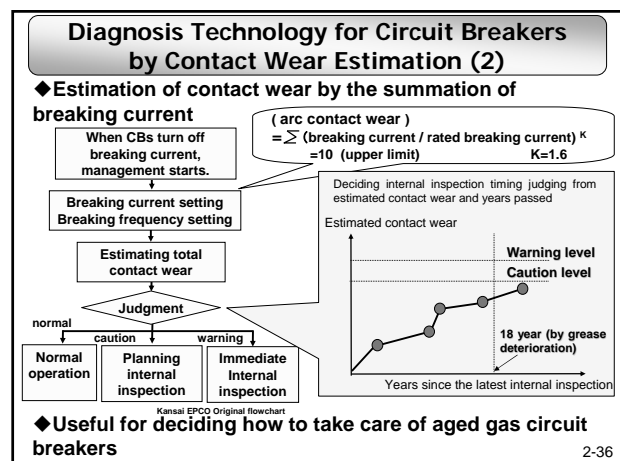 Diagnosis Technology for Circuit Breakers
by Contact Wear Estimation (2)
◆Estimation of contact wear by the summation of
breaking current
( arc contact wear )
=∑ (breaking current / rated breaking current) K
=10 (upper limit) K=1.6
When CBs turn off
breaking current,
management starts.
Breaking current setting
Breaking frequency setting
Estimating total
contact wear
Judgment
normal
caution
warning
Normal
operation
Planning
internal
inspection
Immediate
Internal
inspection
Kansai EPCO Original flowchart
Deciding internal inspection timing judging from
estimated contact wear and years passed
Estimated contact wear
Warning level
Caution level
18 year (by grease
deterioration)
Years since the latest internal inspection
◆Useful for deciding how to take care of aged gas circuit
breakers
2-36